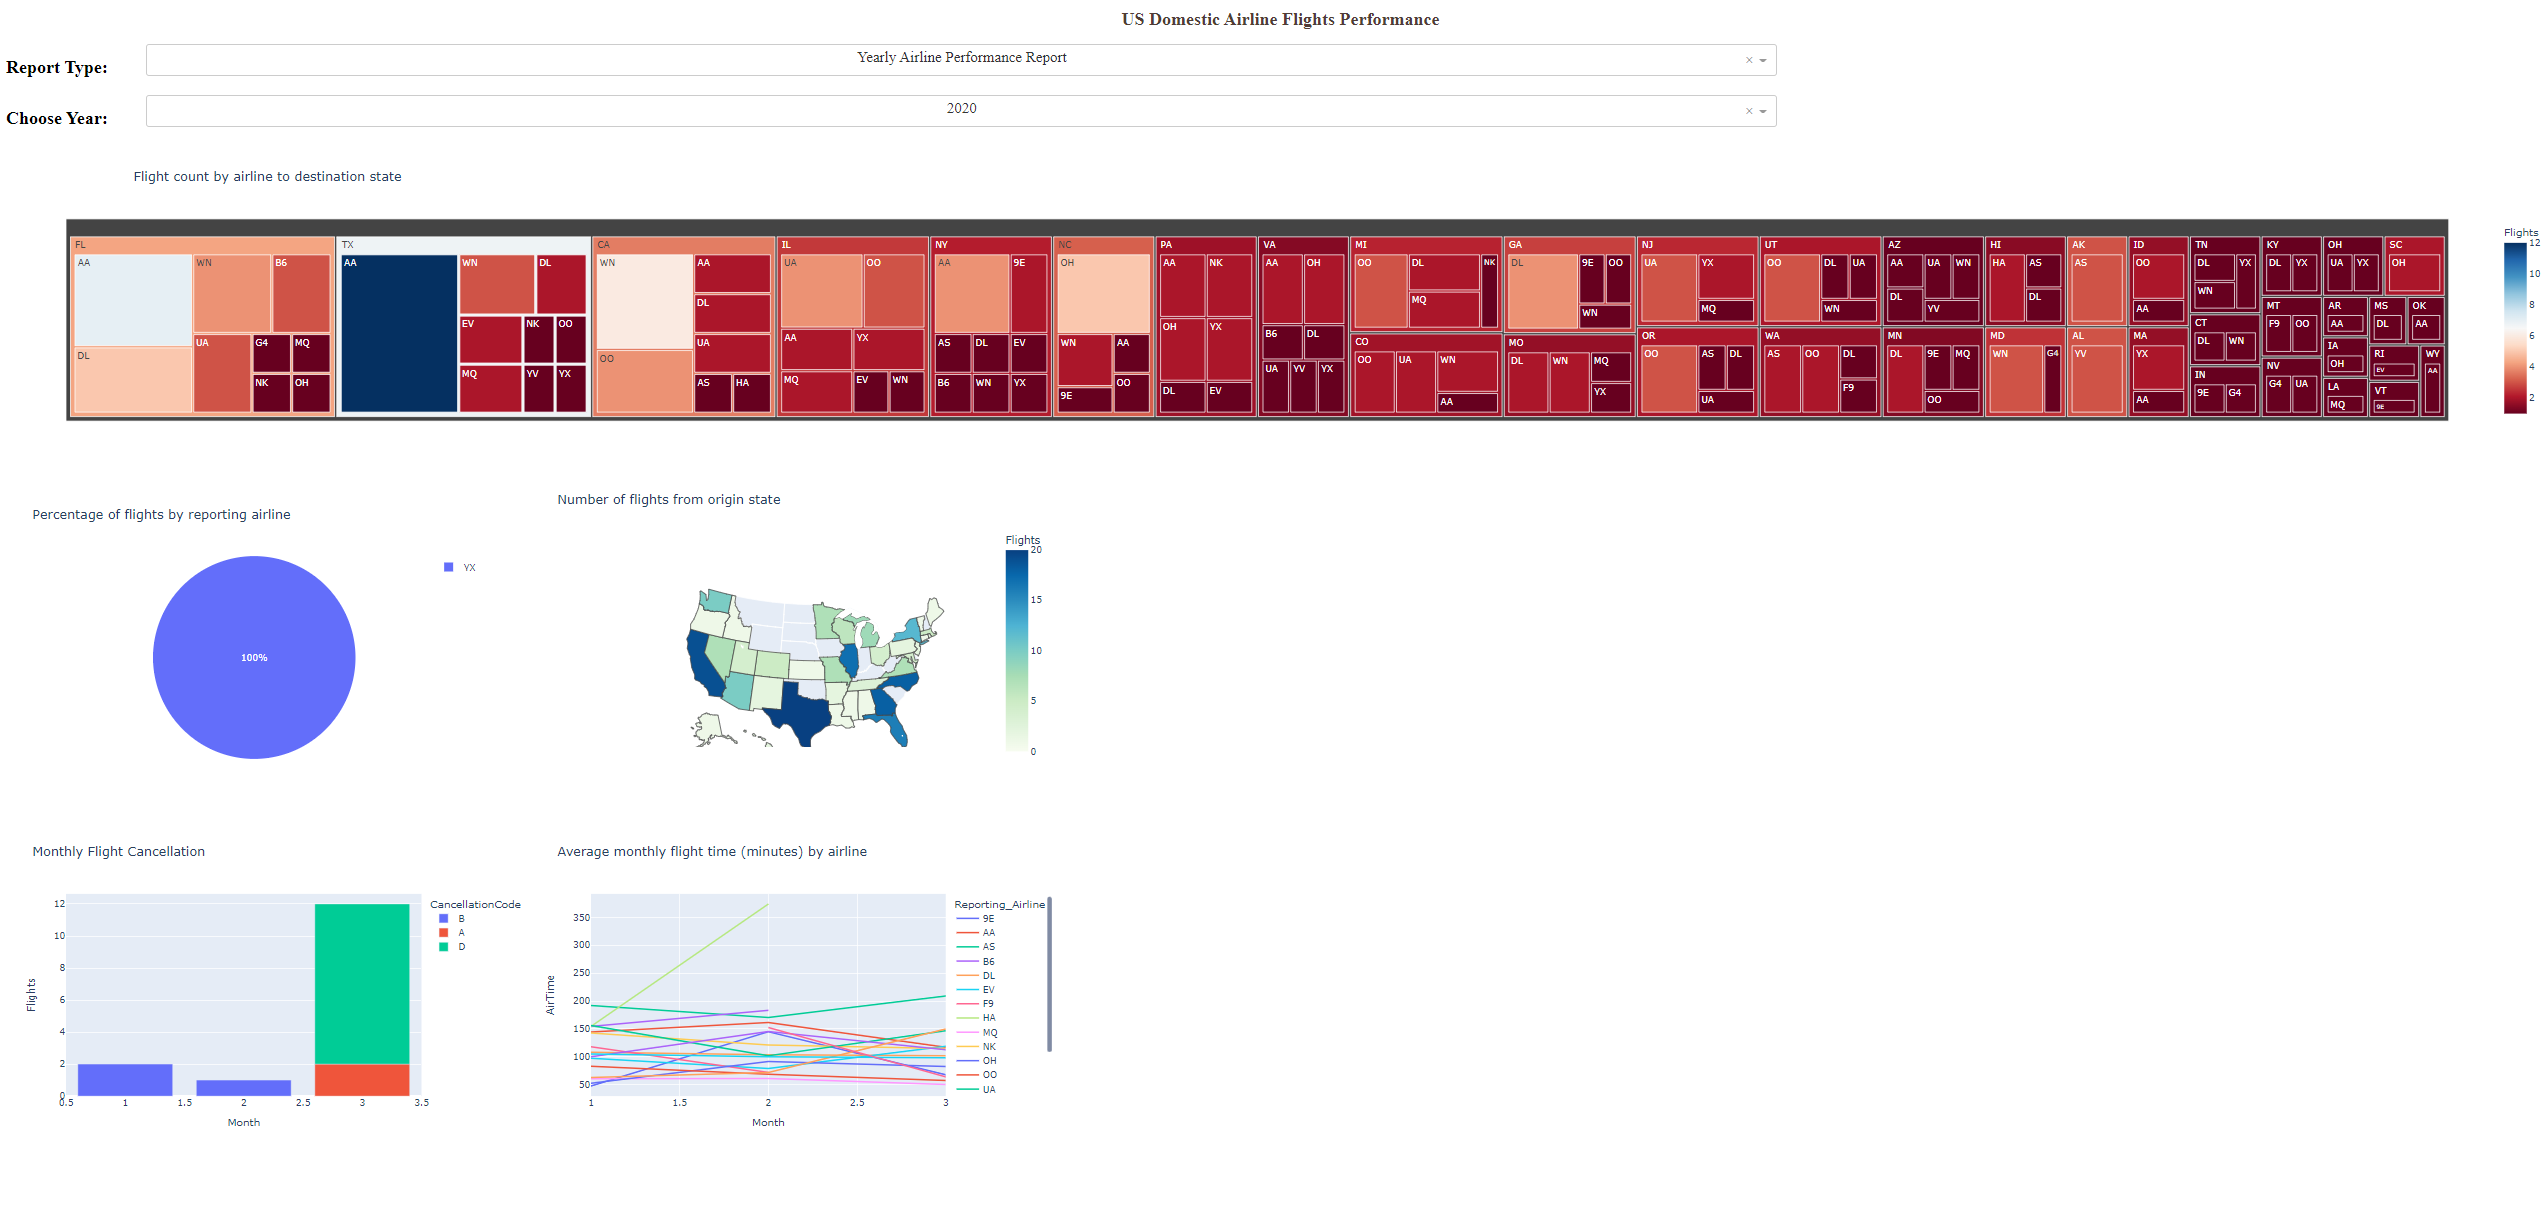 US Domestic Airline Flights Performance
Report Type:
Yearly Airline Performance Report
×
Choose Year:
2020
×
Flight count by airline to destination state
FL
AA
WN
B6
DL
UA
G4
MQ
NK
OH
TX
AA
WN
DL
EV
NK
OO
MQ
YV
YX
CA
WN
AA
DL
OO
UA
AS
HA
IL
UA
OO
AA
YX
MQ
EV
WN
NY
AA
9E
AS
DL
EV
B6
WN
YX
NC
OH
WN
AA
9E
OO
PA
AA
NK
OH
YX
DL
EV
VA
AA
OH
B6
DL
UA
YV
YX
MI
OO
DL
NK
MQ
CO
OO
UA
WN
AA
GA
DL
9E
OO
WN
MO
DL
WN
MQ
YX
NJ
UA
YX
MQ
OR
OO
AS
DL
UA
UT
OO
DL
UA
WN
WA
AS
OO
DL
F9
AZ
AA
UA
WN
DL
YV
MN
DL
9E
MQ
OO
HI
HA
AS
DL
MD
WN
G4
AK
AS
AL
YV
ID
OO
AA
MA
YX
AA
TN
DL
YX
WN
CT
DL
WN
IN
9E
G4
KY
DL
YX
MT
F9
OO
NV
G4
UA
OH
UA
YX
AR
AA
IA
OH
LA
MQ
SC
OH
MS
DL
OK
AA
RI
EV
VT
9E
WY
AA
Flights
12
10
8
6
4
2
Percentage of flights by reporting airline
100%
YX
Number of flights from origin state
Flights
20
15
10
5
0
Monthly Flight Cancellation
Flights
12
10
8
6
4
2
0
0.5
1
1.5
2
2.5
3
3.5
Month
CancellationCode
B
A
D
Average monthly flight time (minutes) by airline
AirTime
350
300
250
200
150
100
50
1
1.5
2
2.5
3
Month
Reporting_Airline
9E
AA
AS
B6
DL
EV
F9
HA
MQ
NK
OH
OO
UA